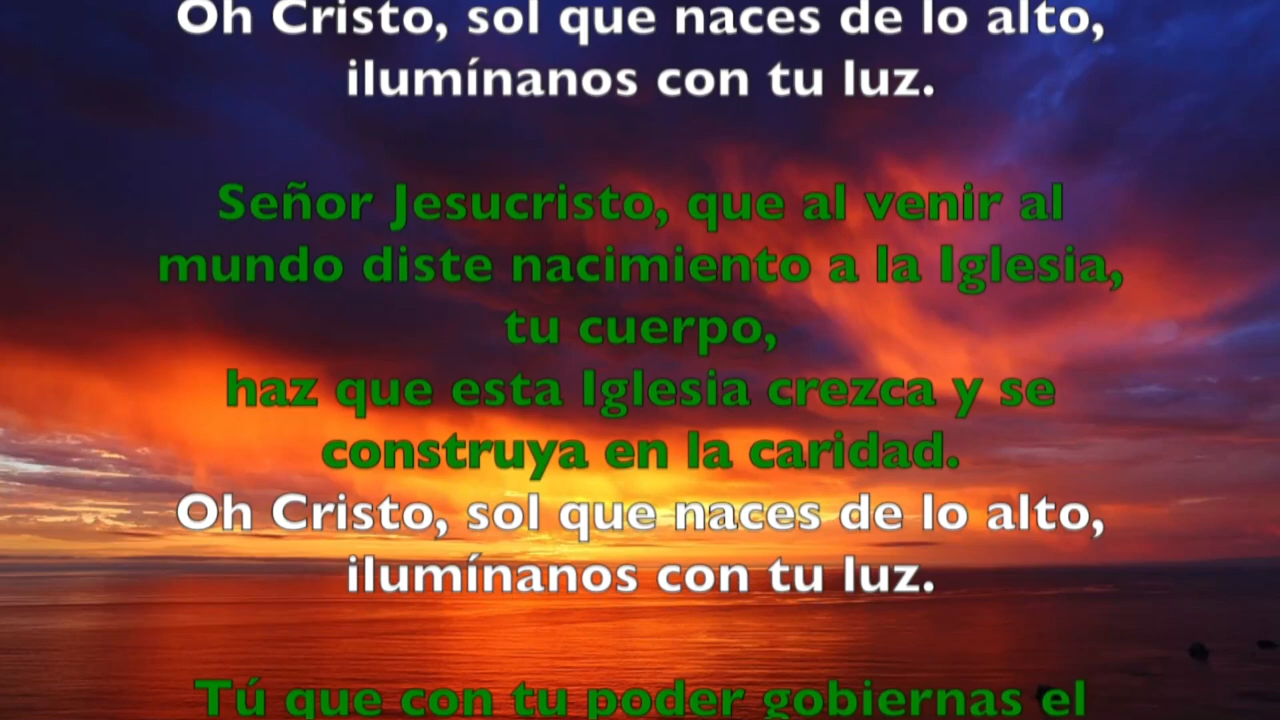 Oh Cristo, sol que naces de lo alto,
ilumínanos con tu luz.
Señor Jesucristo, que al venir al
mundo diste nacimiento a la Iglesia,
tu cuerpo,
haz que esta Iglesia crezca y se
construya en la caridad.
Oh Cristo, sol que naces de lo alto,
ilumínanos con tu luz.
Tú que con tu poder gobiernas el